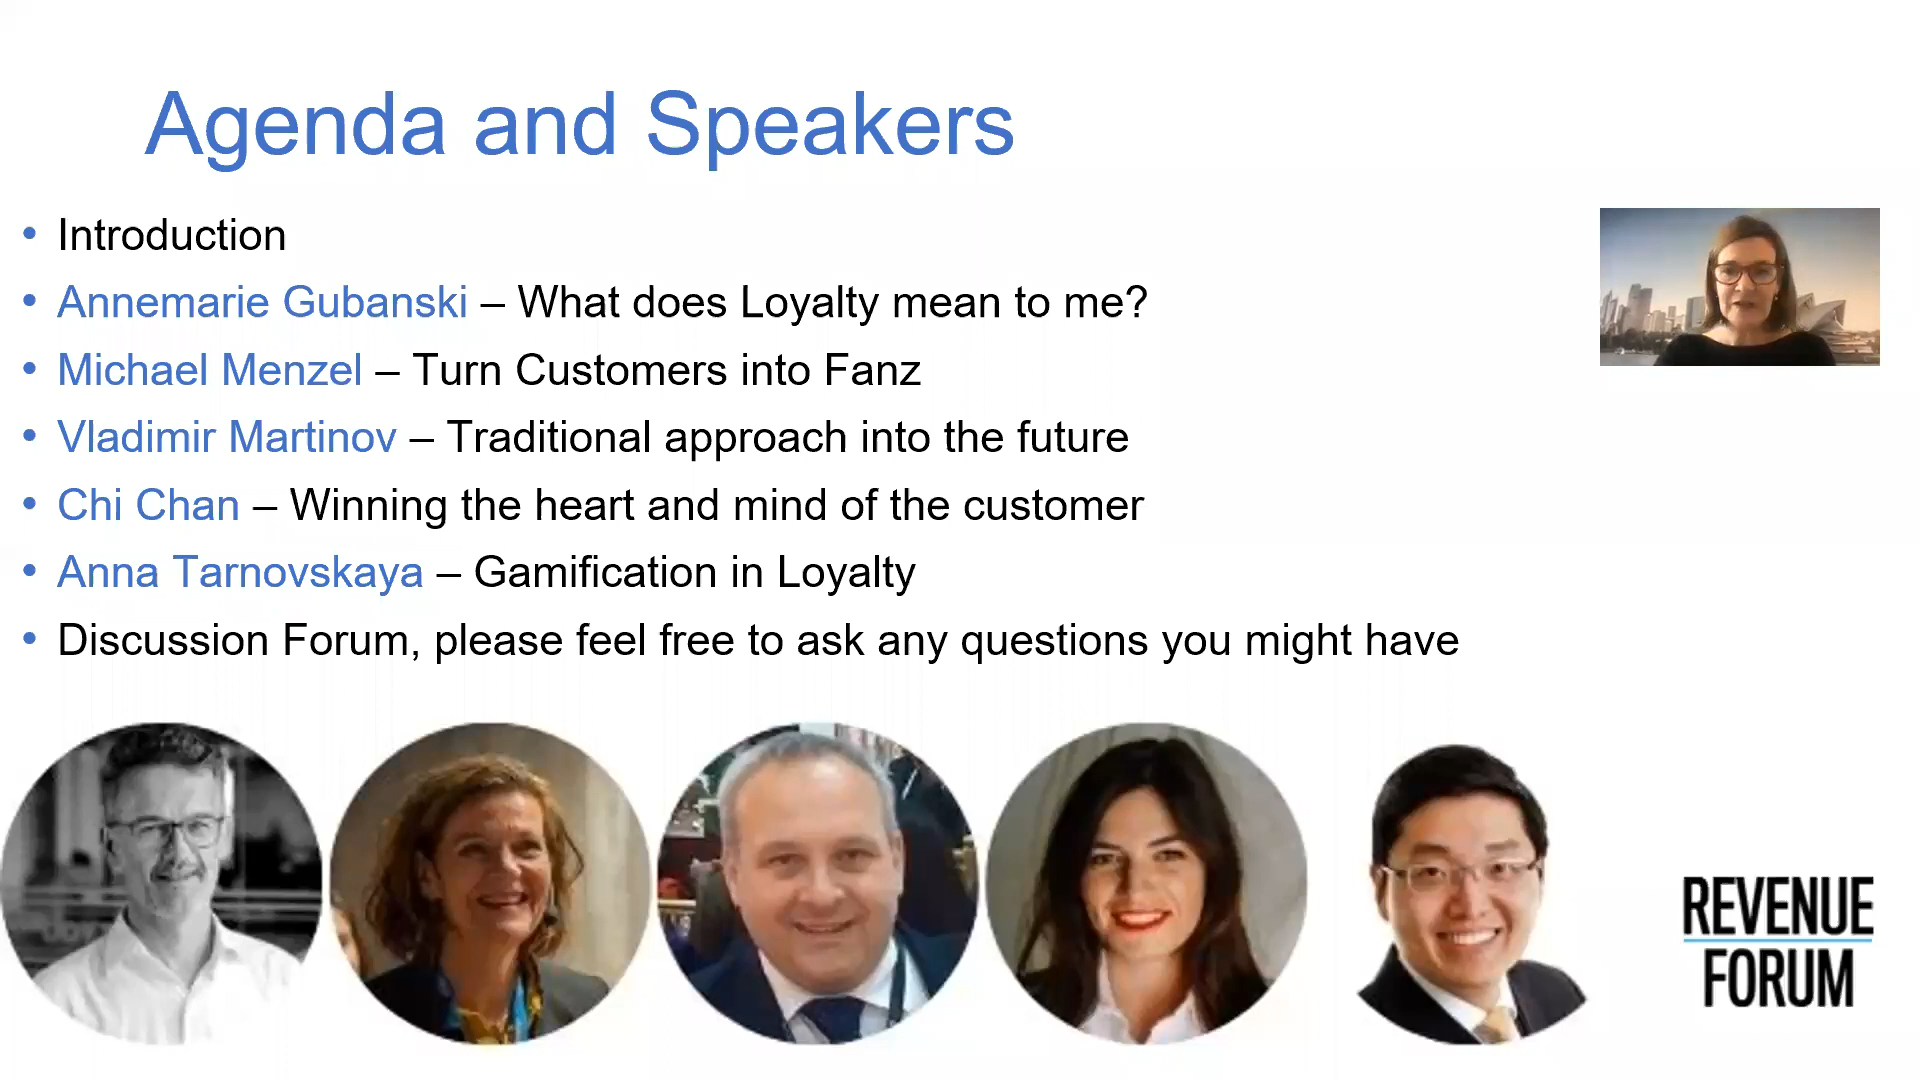 Agenda and Speakers
• Introduction
• Annemarie Gubanski – What does Loyalty mean to me?
• Michael Menzel – Turn Customers into Fanz
• Vladimir Martinov – Traditional approach into the future
• Chi Chan – Winning the heart and mind of the customer
• Anna Tarnovskaya – Gamification in Loyalty
• Discussion Forum, please feel free to ask any questions you might have
REVENUE
FORUM